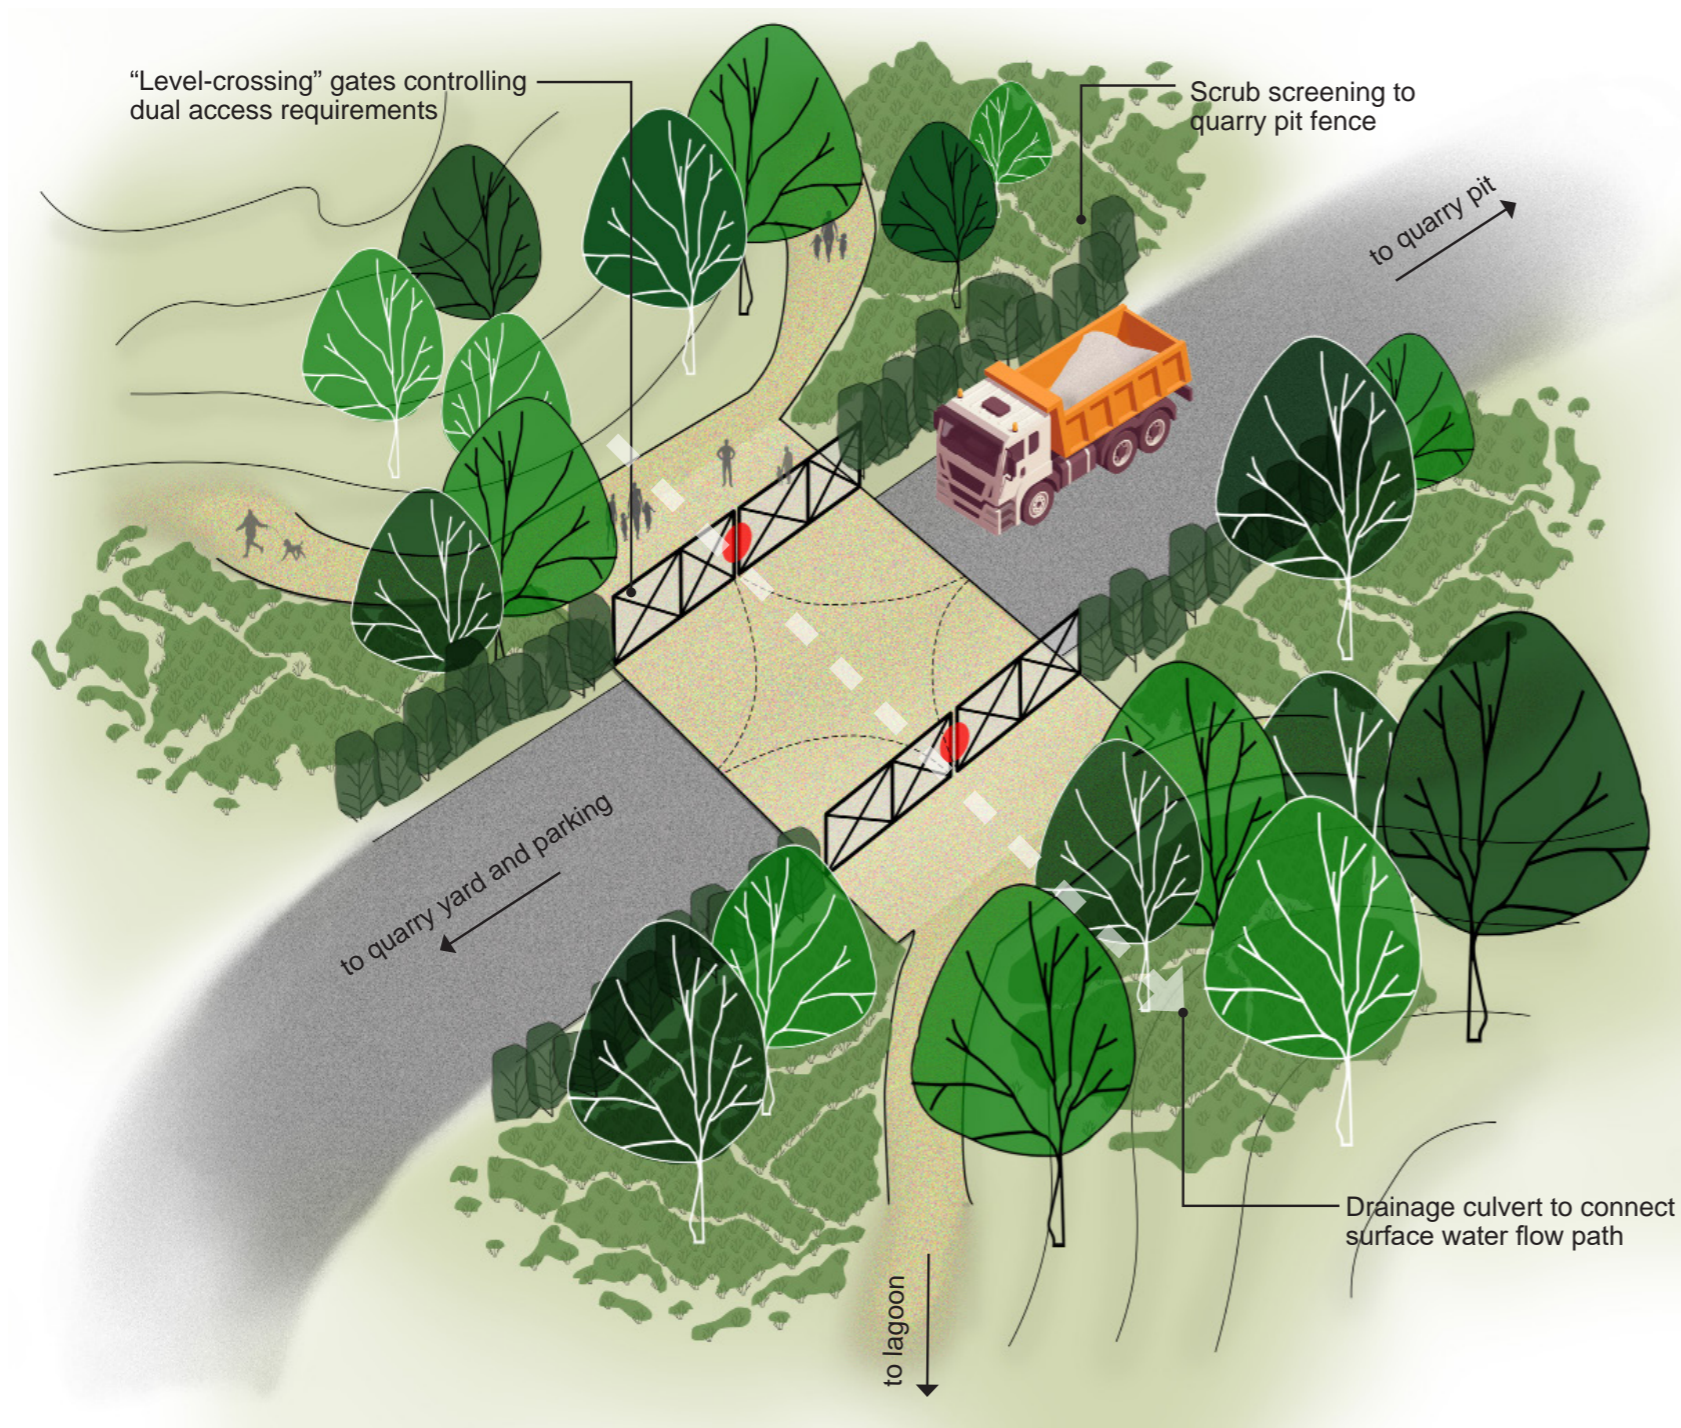 “Level-crossing” gates controlling
dual access requirements
Scrub screening to
quarry pit fence
to quarry pit
to quarry yard and parking
Drainage culvert to connect
surface water flow path
to lagoon